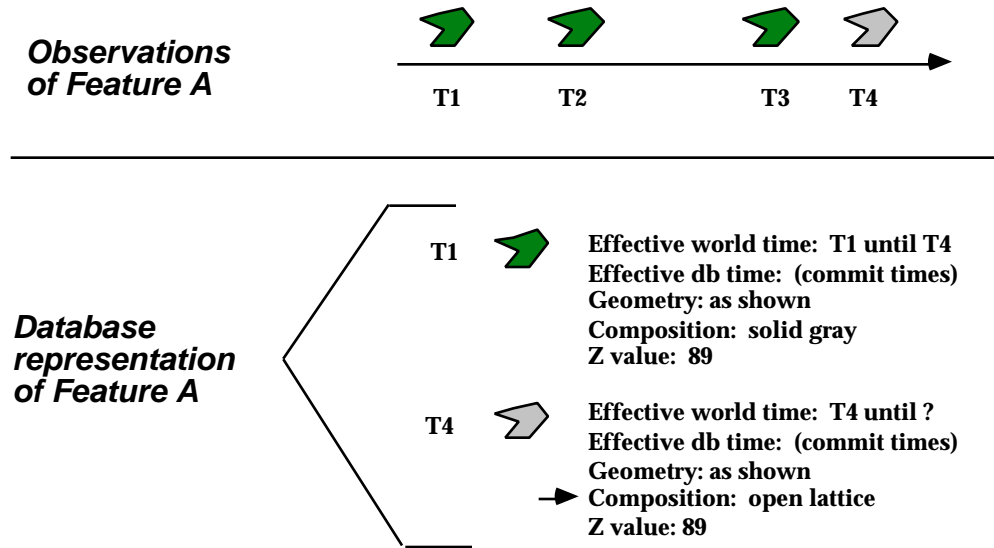 Observations
of Feature A
T1
T2
T3
T4
Database
representation
of Feature A
T1
Effective world time: T1 until T4
Effective db time: (commit times)
Geometry: as shown
Composition: solid gray
Z value: 89
T4
Effective world time: T4 until ?
Effective db time: (commit times)
Geometry: as shown
Composition: open lattice
Z value: 89